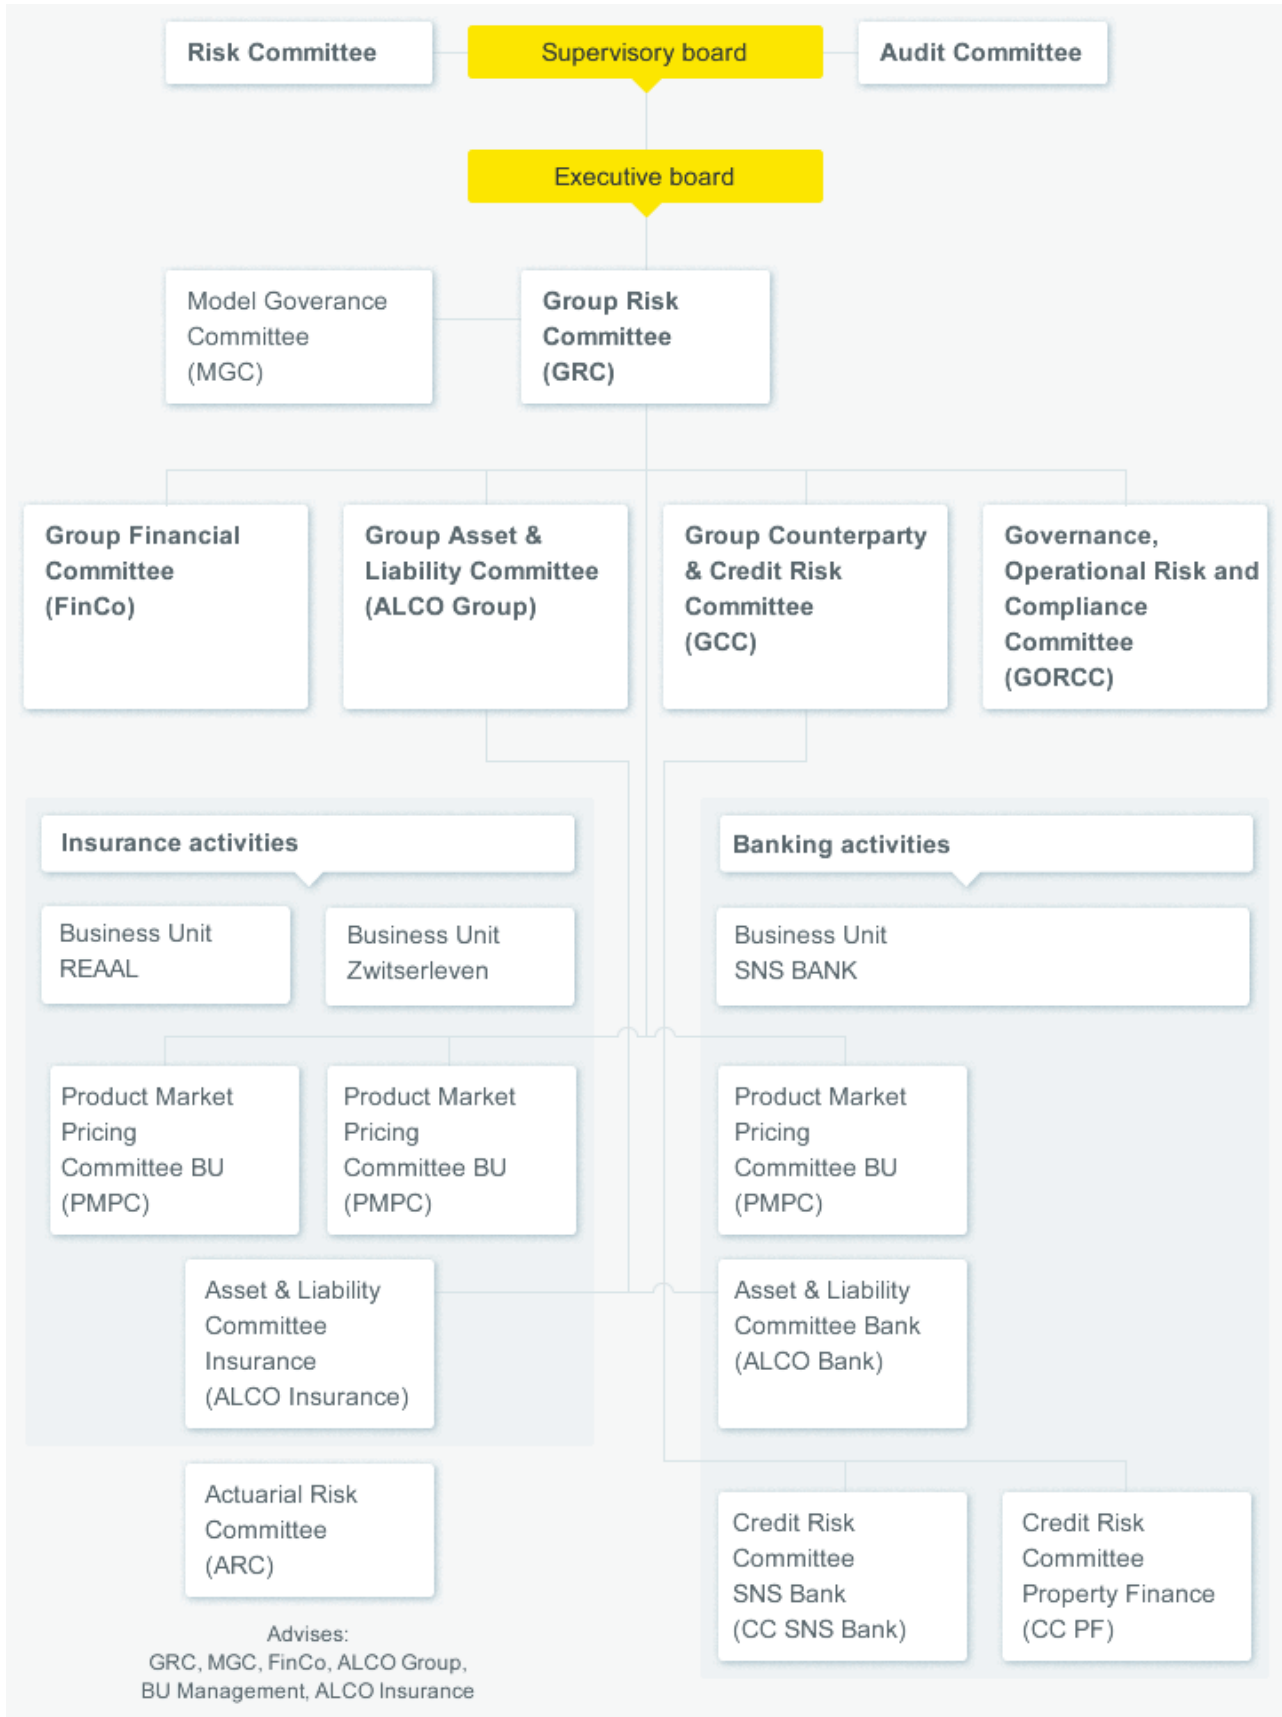 Risk Committee
Supervisory board
Audit Committee
Executive board
Model Goverance
Committee
(MGC)
Group Risk
Committee
(GRC)
Group Financial
Committee
(FinCo)
Group Asset &
Liability Committee
(ALCO Group)
Group Counterparty
& Credit Risk
Committee
(GCC)
Governance,
Operational Risk and
Compliance
Committee
(GORCC)
Insurance activities
Banking activities
Business Unit
REAAL
Business Unit
Zwitserleven
Business Unit
SNS BANK
Product Market
Pricing
Committee BU
(PMPC)
Product Market
Pricing
Committee BU
(PMPC)
Product Market
Pricing
Committee BU
(PMPC)
Asset & Liability
Committee
Insurance
(ALCO Insurance)
Asset & Liability
Committee Bank
(ALCO Bank)
Actuarial Risk
Committee
(ARC)
Advises:
GRC, MGC, FinCo, ALCO Group,
BU Management, ALCO Insurance
Credit Risk
Committee
SNS Bank
(CC SNS Bank)
Credit Risk
Committee
Property Finance
(CC PF)